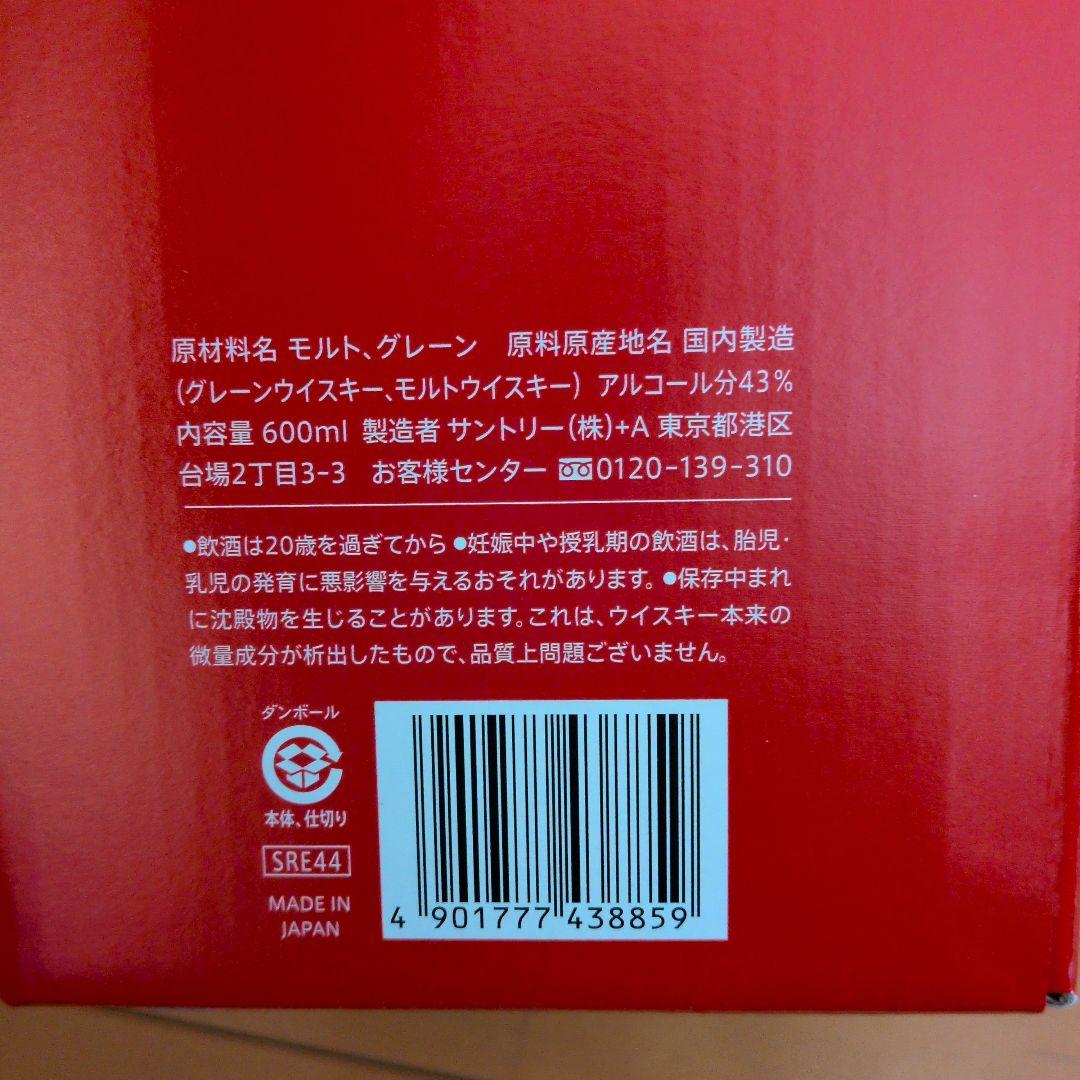 原材料名 モルト、グレーン　原料原産地名 国内製造
(グレーンウイスキー、モルトウイスキー)　アルコール分43%
内容量 600ml 製造者 サントリー(株)+A 東京都港区
台場2丁目3-3　お客様センター 0120-139-310
●飲酒は20歳を過ぎてから ●妊娠中や授乳期の飲酒は、胎児・
乳児の発育に悪影響を与えるおそれがあります。 ●保存中まれ
に沈殿物を生じることがあります。これは、ウイスキー本来の
微量成分が析出したもので、品質上問題ございません。
ダンボール
本体、仕切り
SRE44
MADE IN
JAPAN
4 901777 438859